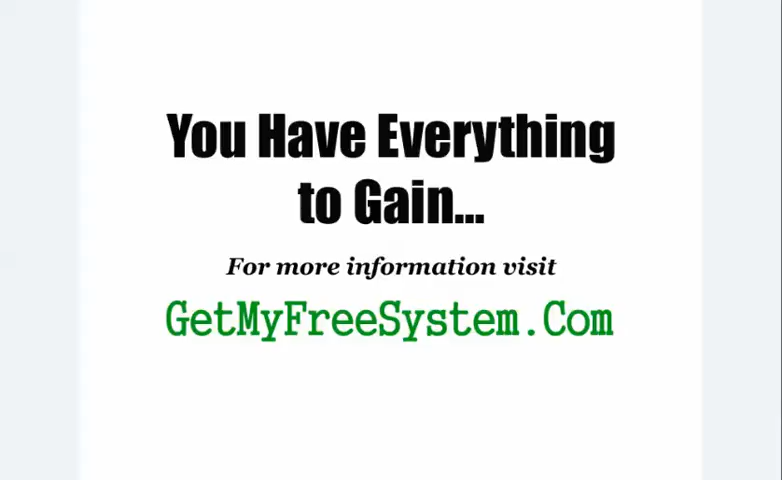 You Have Everything
to Gain...
For more information visit
GetMyFreeSystem.Com